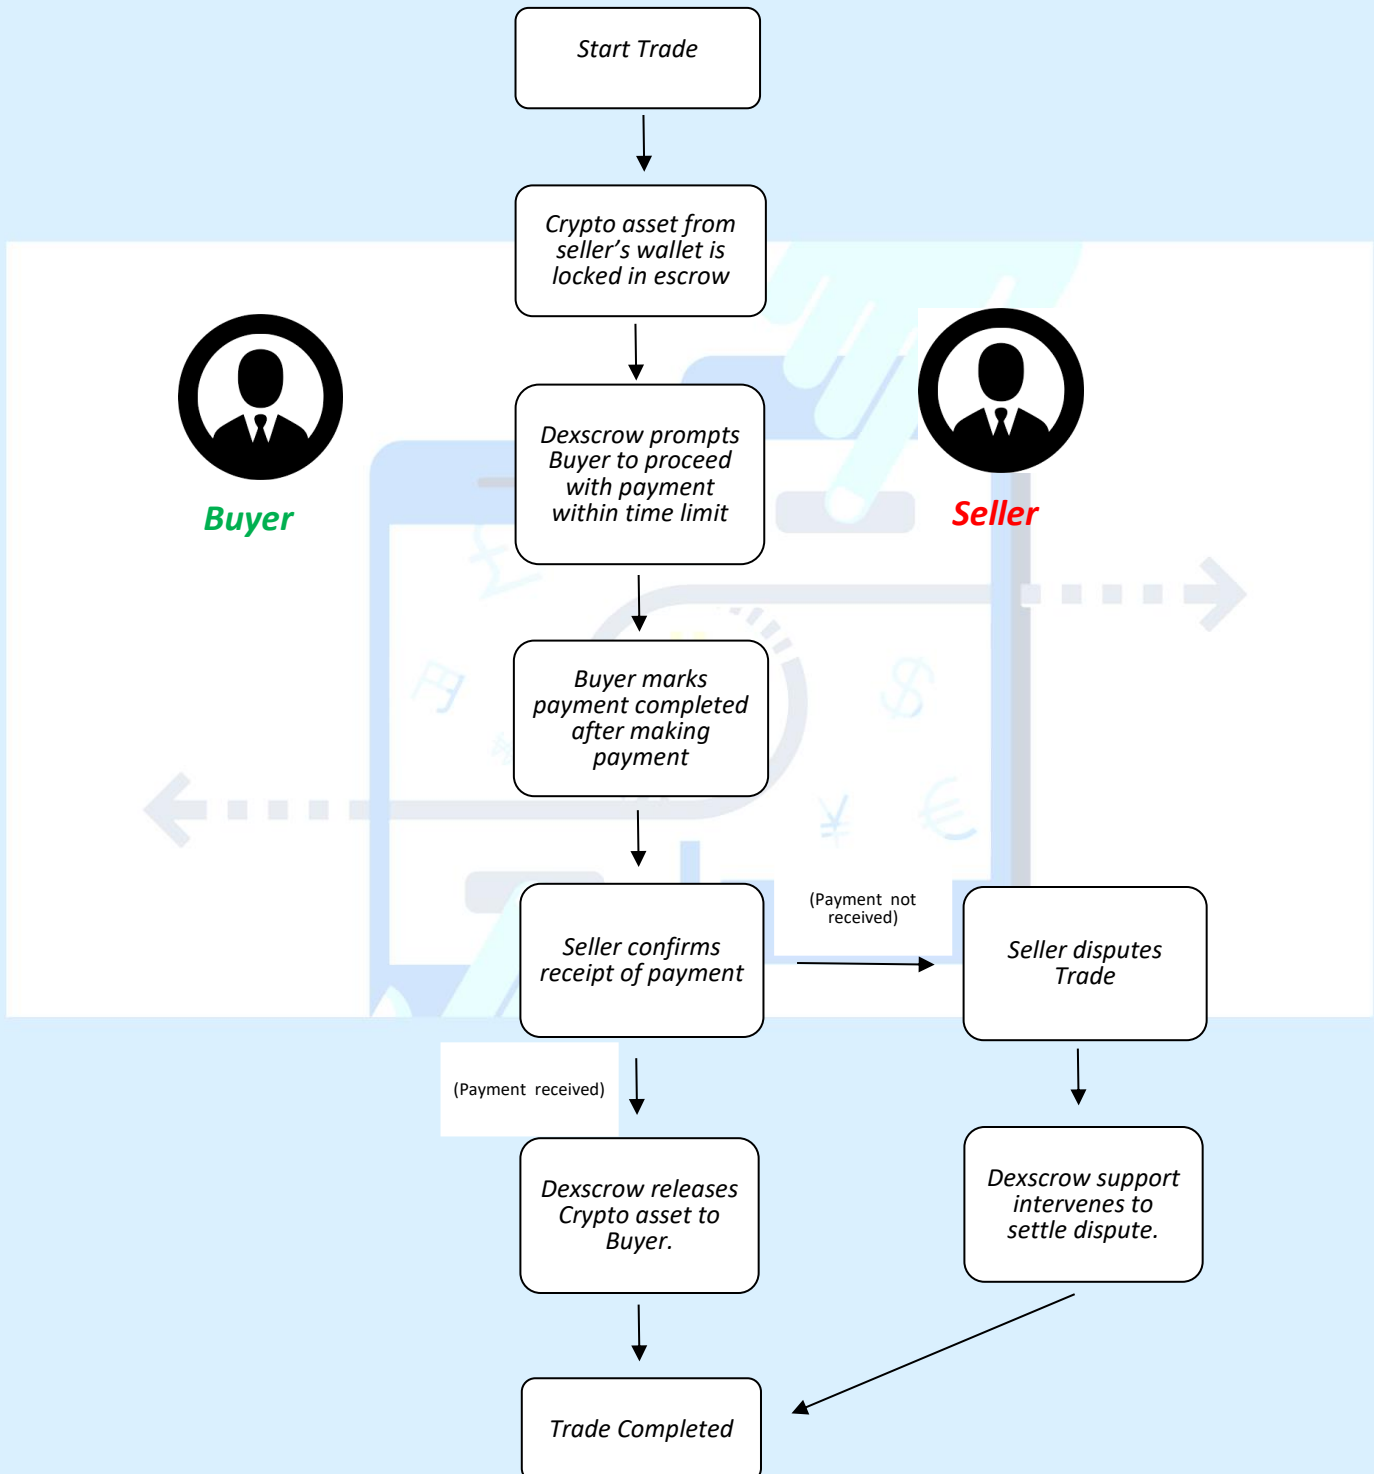 Start Trade
Crypto asset from
seller's wallet is
locked in escrow
Dexscrow prompts
Buyer to proceed
with payment
within time limit
Buyer
Seller
Buyer marks
payment completed
after making
payment
Seller confirms
receipt of payment
(Payment not
received)
Seller disputes
Trade
(Payment received)
Dexscrow releases
Crypto asset to
Buyer.
Dexscrow support
intervenes to
settle dispute.
Trade Completed